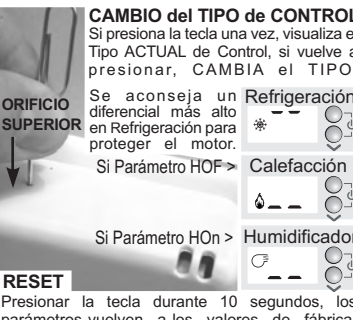 CAMBIO del TIPO de CONTROL
Si presiona la tecla una vez, visualiza e
Tipo ACTUAL de Control, si vuelve a
presionar, CAMBIA el TIPO
Se aconseja un
diferencial más alto
en Refrigeración para
proteger el motor.
Refrigeración
ORIFICIO
SUPERIOR
Si Parámetro HOF >
Calefacción
Si Parámetro HOn >
Humidificador
RESET
Presionar la tecla durante 10 segundos, los
parámetros vuelven a los valores de fábrica